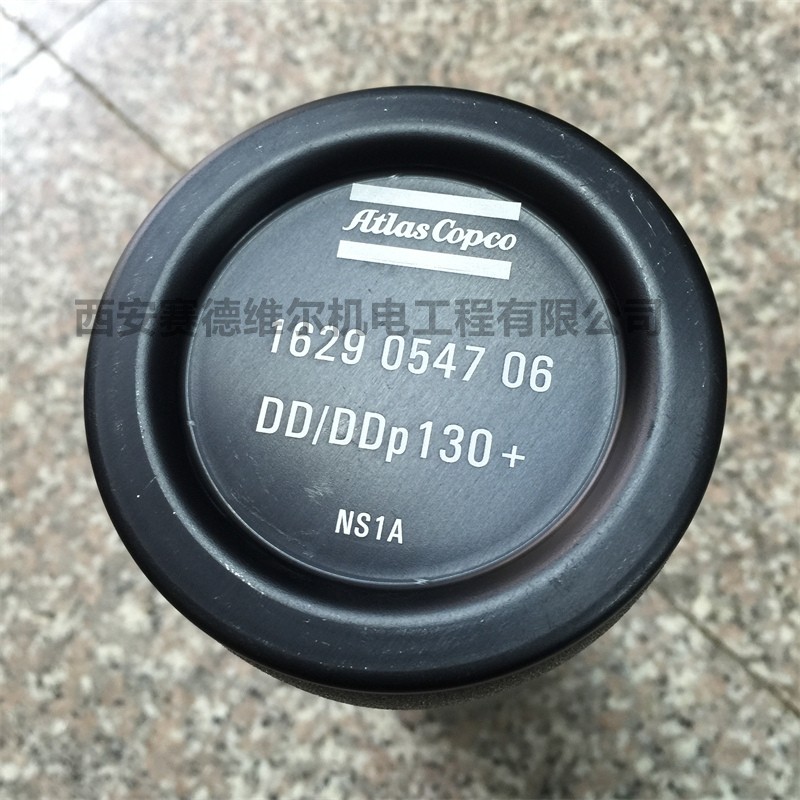 Atlas Copco
西安赛德维尔机电工程有限公司
1629 0547 06
DD/DDp130+
NS1A